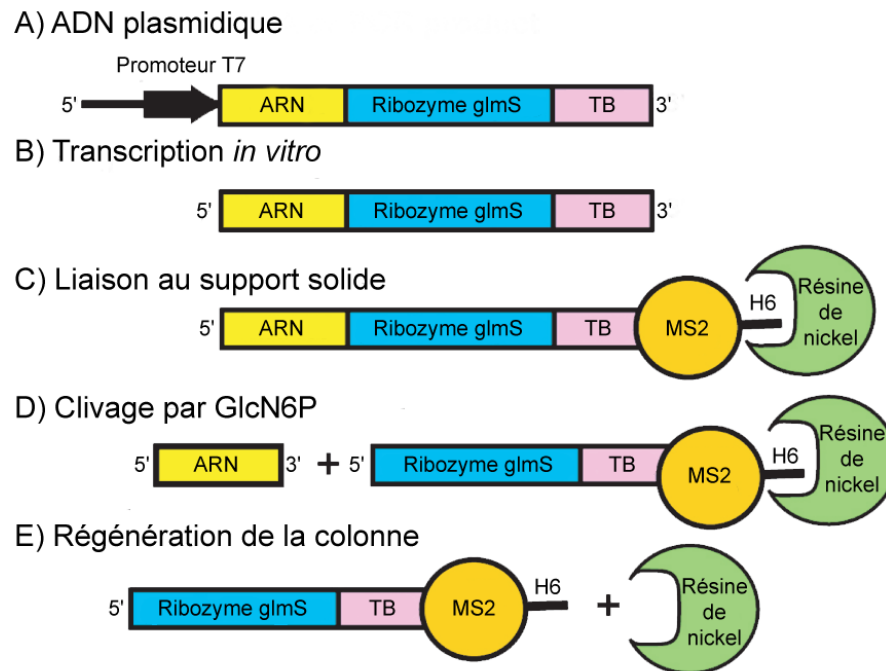 A) ADN plasmidique
Promoteur T7
5' ARN Ribozyme glmS TB 3'
B) Transcription in vitro
5' ARN Ribozyme glmS TB 3'
C) Liaison au support solide
5' ARN Ribozyme glmS TB MS2 H6 Résine
de
nickel
D) Clivage par GlcN6P
5' ARN 3' + 5' Ribozyme glmS TB MS2 H6 Résine
de
nickel
E) Régénération de la colonne
5' Ribozyme glmS TB MS2 H6 + Résine
de
nickel